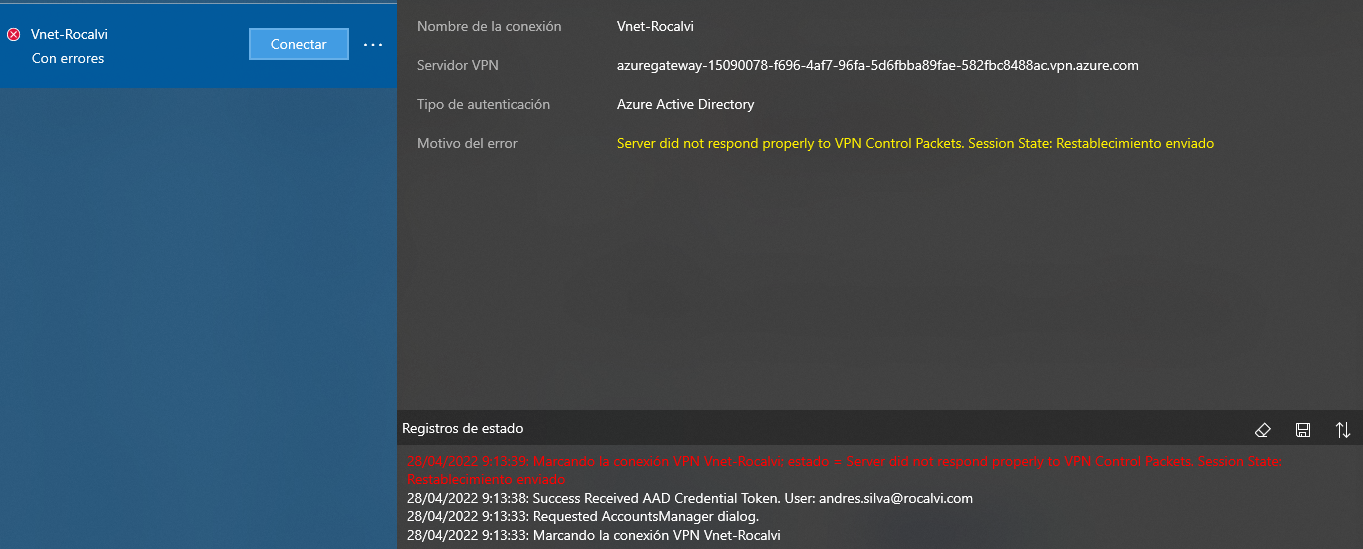 Vnet-Rocalvi
Con errores
Conectar
Nombre de la conexión Vnet-Rocalvi
Servidor VPN azuregateway-15090078-f696-4af7-96fa-5d6fbba89fae-582fbc8488ac.vpn.azure.com
Tipo de autenticación Azure Active Directory
Motivo del error Server did not respond properly to VPN Control Packets. Session State: Restablecimiento enviado
Registros de estado
28/04/2022 9:13:39: Marcando la conexión VPN Vnet-Rocalvi; estado = Server did not respond properly to VPN Control Packets. Session State:
Restablecimiento enviado
28/04/2022 9:13:38: Success Received AAD Credential Token. User: andres.silva@rocalvi.com
28/04/2022 9:13:33: Requested AccountsManager dialog.
28/04/2022 9:13:33: Marcando la conexión VPN Vnet-Rocalvi